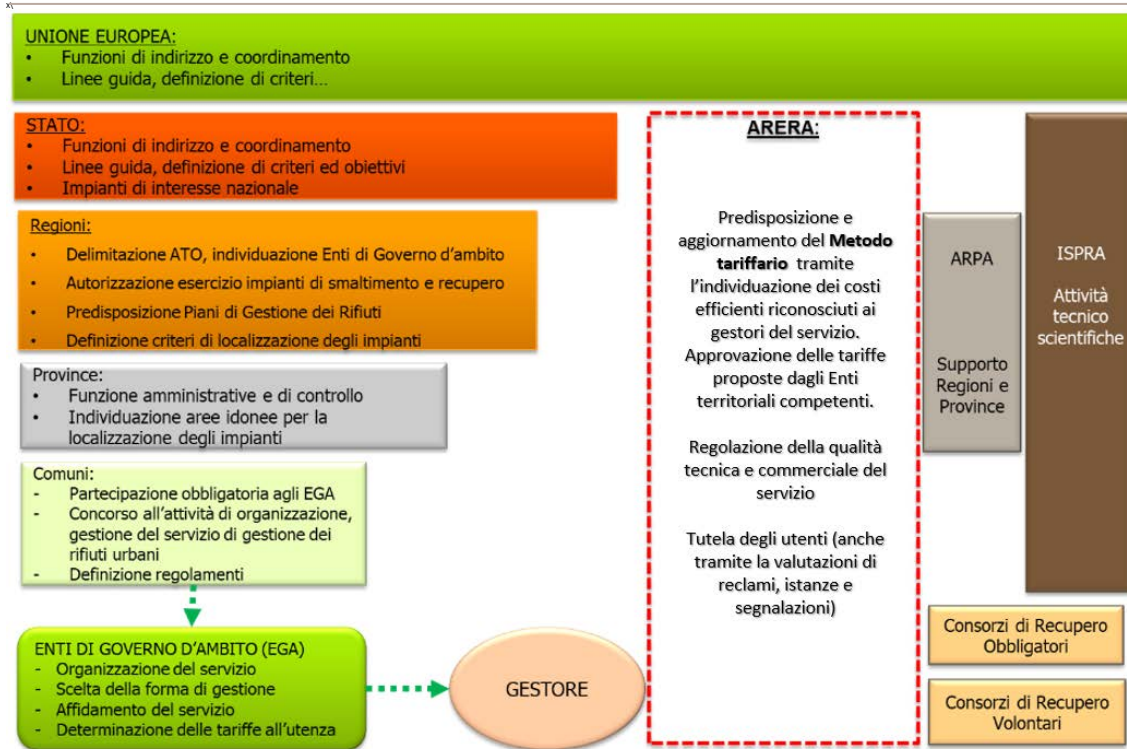 x\
UNIONE EUROPEA:
• Funzioni di indirizzo e coordinamento
• Linee guida, definizione di criteri...
STATO:
• Funzioni di indirizzo e coordinamento
• Linee guida, definizione di criteri ed obiettivi
• Impianti di interesse nazionale
Regioni:
• Delimitazione ATO, individuazione Enti di Governo d'ambito
• Autorizzazione esercizio impianti di smaltimento e recupero
• Predisposizione Piani di Gestione dei Rifiuti
• Definizione criteri di localizzazione degli impianti
Province:
• Funzione amministrative e di controllo
• Individuazione aree idonee per la
localizzazione degli impianti
Comuni:
- Partecipazione obbligatoria agli EGA
- Concorso all'attività di organizzazione,
gestione del servizio di gestione dei
rifiuti urbani
- Definizione regolamenti
ENTI DI GOVERNO D'AMBITO (EGA)
- Organizzazione del servizio
- Scelta della forma di gestione
- Affidamento del servizio
- Determinazione delle tariffe all'utenza
GESTORE
ARERA:
Predisposizione e
aggiornamento del Metodo
tariffario tramite
l'individuazione dei costi
efficienti riconosciuti ai
gestori del servizio.
Approvazione delle tariffe
proposte dagli Enti
territoriali competenti.
Regolazione della qualità
tecnica e commerciale del
servizio
Tutela degli utenti (anche
tramite la valutazioni di
reclami, istanze e
segnalazioni)
ARPA
Supporto
Regioni e
Province
ISPRA
Attività
tecnico
scientifiche
Consorzi di Recupero
Obbligatori
Consorzi di Recupero
Volontari